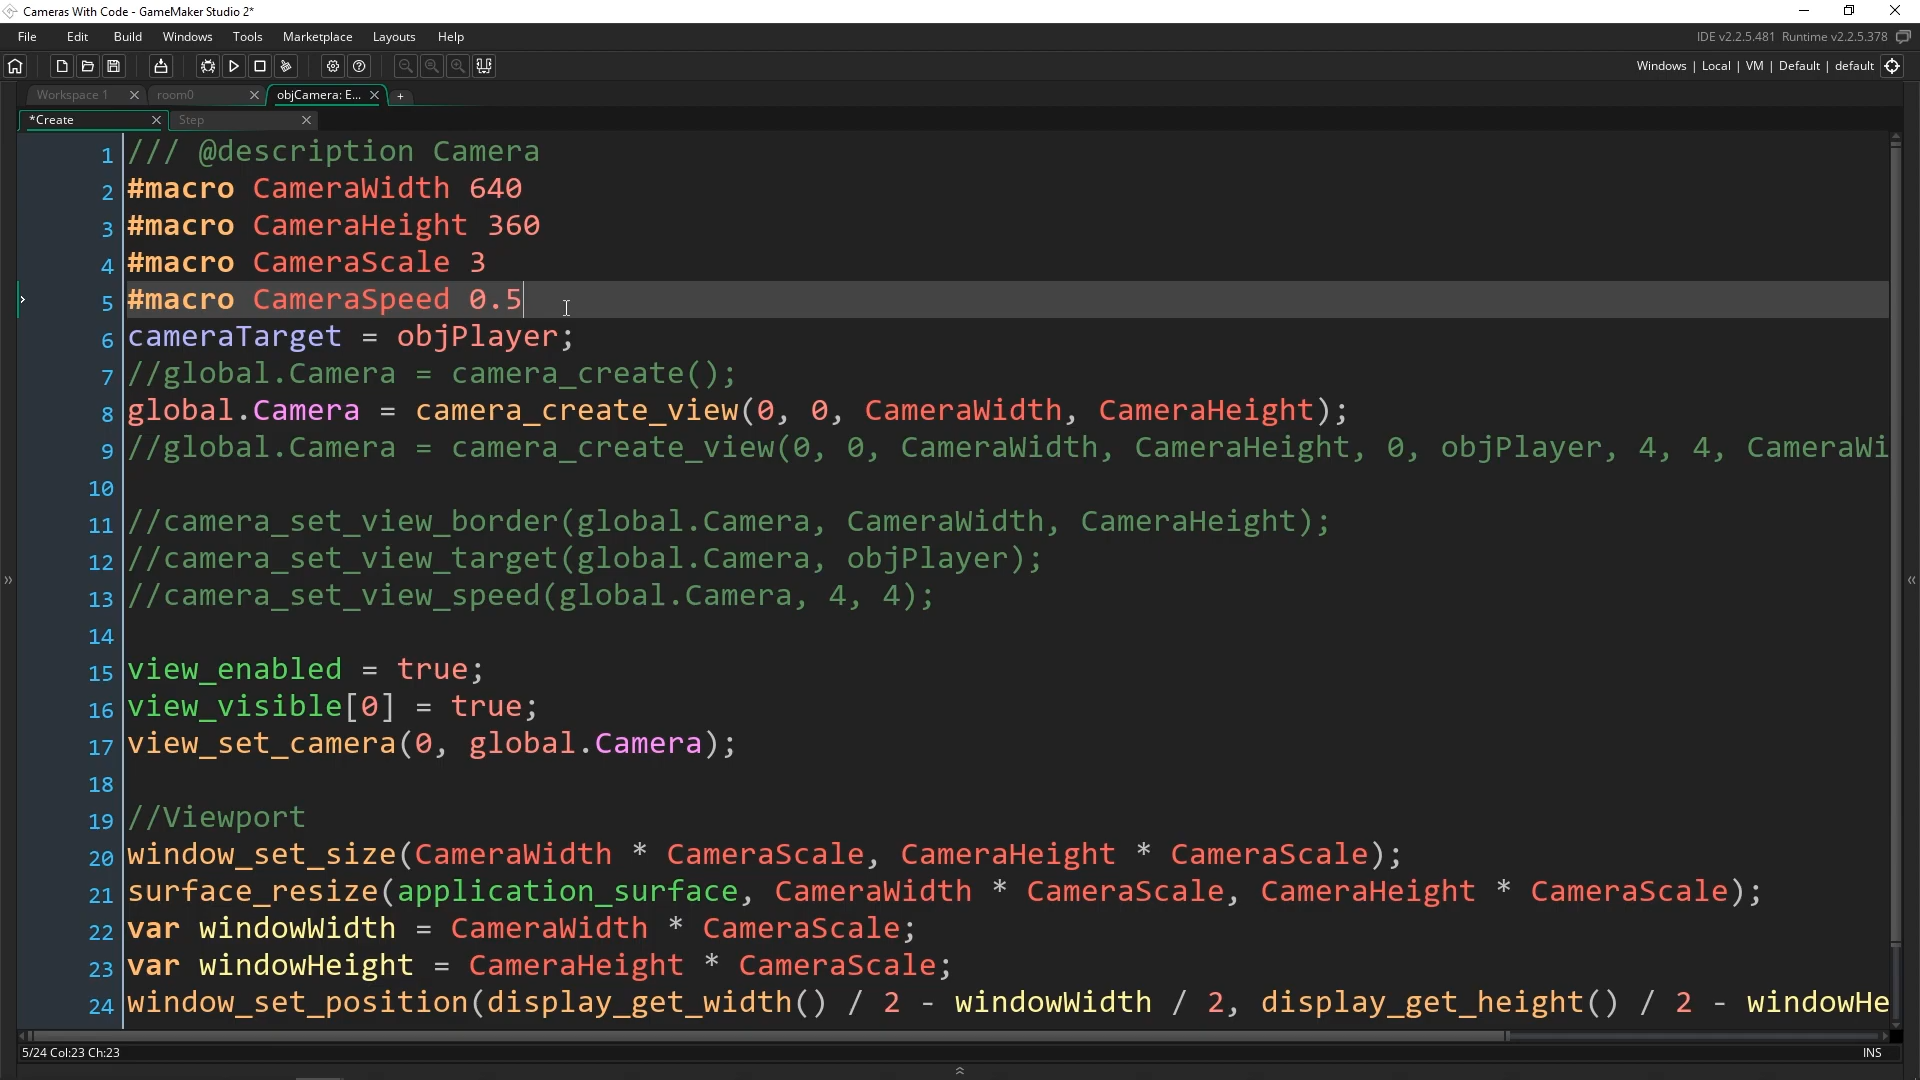 Cameras With Code - GameMaker Studio 2*
File Edit Build Windows Tools Marketplace Layouts Help
IDE v2.2.5.481 Runtime v2.2.5.378
Windows | Local | VM | Default | default
Workspace 1 room0 objCamera: E...
*Create Step
1 /// @description Camera
2 #macro CameraWidth 640
3 #macro CameraHeight 360
4 #macro CameraScale 3
5 #macro CameraSpeed 0.5
6 cameraTarget = objPlayer;
7 //global.Camera = camera_create();
8 global.Camera = camera_create_view(0, 0, CameraWidth, CameraHeight);
9 //global.Camera = camera_create_view(0, 0, CameraWidth, CameraHeight, 0, objPlayer, 4, 4, CameraWi
10
11 //camera_set_view_border(global.Camera, CameraWidth, CameraHeight);
12 //camera_set_view_target(global.Camera, objPlayer);
13 //camera_set_view_speed(global.Camera, 4, 4);
14
15 view_enabled = true;
16 view_visible[0] = true;
17 view_set_camera(0, global.Camera);
18
19 //Viewport
20 window_set_size(CameraWidth * CameraScale, CameraHeight * CameraScale);
21 surface_resize(application_surface, CameraWidth * CameraScale, CameraHeight * CameraScale);
22 var windowWidth = CameraWidth * CameraScale;
23 var windowHeight = CameraHeight * CameraScale;
24 window_set_position(display_get_width() / 2 - windowWidth / 2, display_get_height() / 2 - windowHe
5/24 Col:23 Ch:23
INS